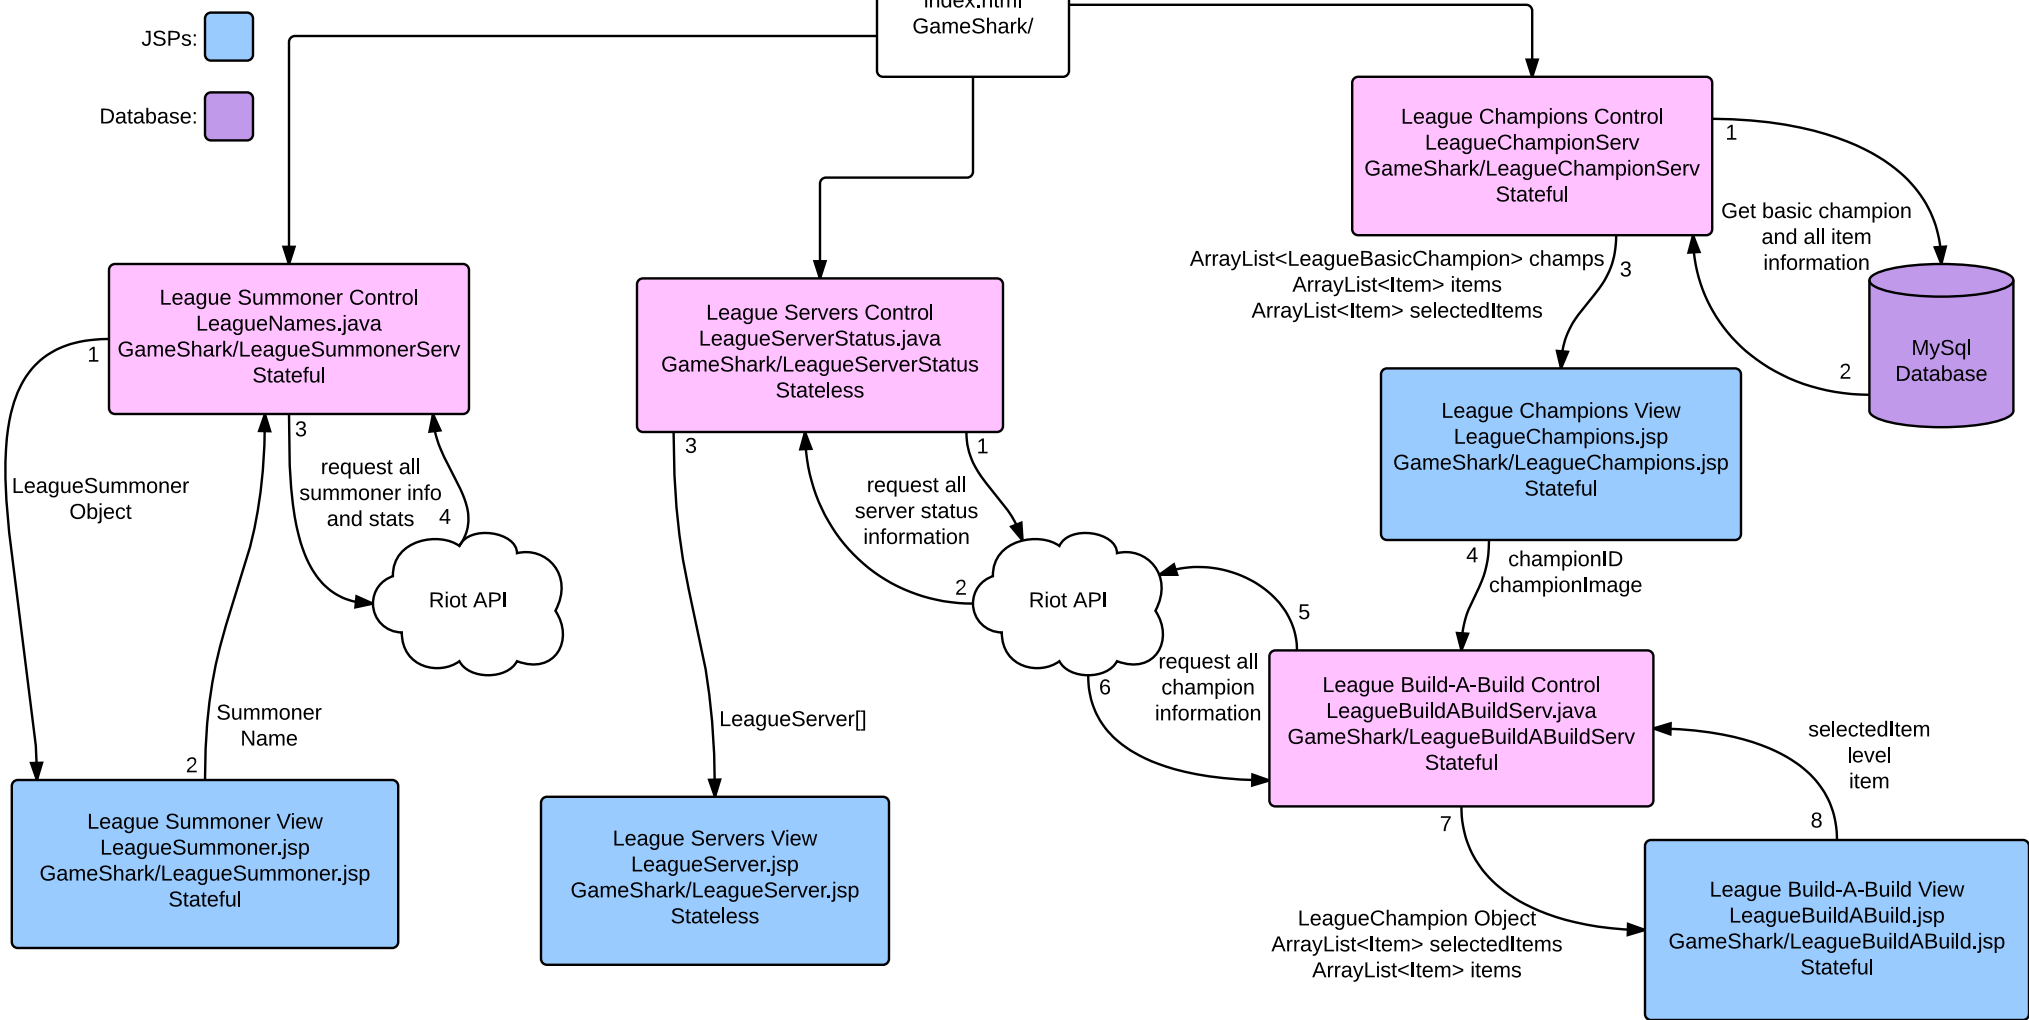 index.html
GameShark/
JSPs:
Database:
League Champions Control
LeagueChampionServ
GameShark/LeagueChampionServ
Stateful
1
Get basic champion
and all item
information
2
MySql
Database
ArrayList<LeagueBasicChampion> champs
ArrayList<Item> items
ArrayList<Item> selectedItems
3
League Summoner Control
LeagueNames.java
GameShark/LeagueSummonerServ
Stateful
1
LeagueSummoner
Object
3
request all
summoner info
and stats
4
Riot API
Summoner
Name
2
League Summoner View
LeagueSummoner.jsp
GameShark/LeagueSummoner.jsp
Stateful
League Servers Control
LeagueServerStatus.java
GameShark/LeagueServerStatus
Stateless
3
1
request all
server status
information
2
Riot API
LeagueServer[]
League Servers View
LeagueServer.jsp
GameShark/LeagueServer.jsp
Stateless
League Champions View
LeagueChampions.jsp
GameShark/LeagueChampions.jsp
Stateful
4
championID
championImage
5
request all
champion
information
6
League Build-A-Build Control
LeagueBuildABuildServ.java
GameShark/LeagueBuildABuildServ
Stateful
selectedItem
level
item
7
8
LeagueChampion Object
ArrayList<Item> selectedItems
ArrayList<Item> items
League Build-A-Build View
LeagueBuildABuild.jsp
GameShark/LeagueBuildABuild.jsp
Stateful